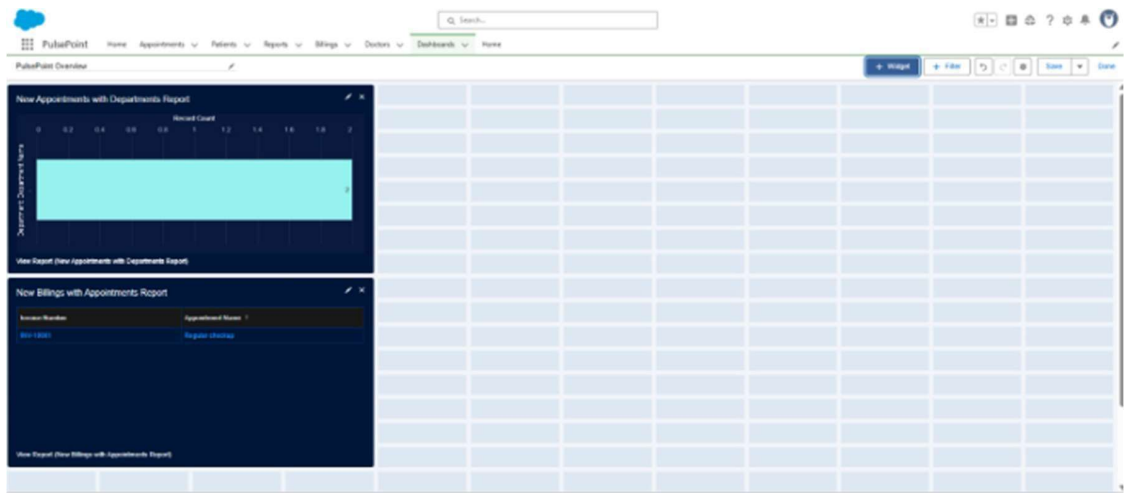 Search...
PulsePoint Home Appointments Patients Reports Billings Doctors Dashboards Home
PulsePoint Overview + Widget + Filter Save Done
New Appointments with Departments Report
Record Count
0 0.2 0.4 0.6 0.8 1 1.2 1.4 1.6 1.8 2
Department: Department Name
-
2
View Report (New Appointments with Departments Report)
New Billings with Appointments Report
Invoice Number Appointment Name ↑
Regular checkup
View Report (New Billings with Appointments Report)